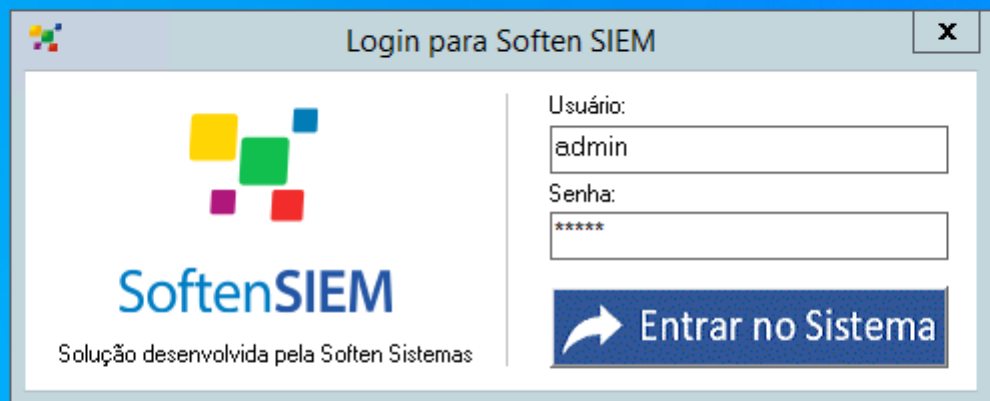 Login para Soften SIEM
x
Usuário:
admin
Senha:
*****
Entrar no Sistema
SoftenSIEM
Solução desenvolvida pela Soften Sistemas